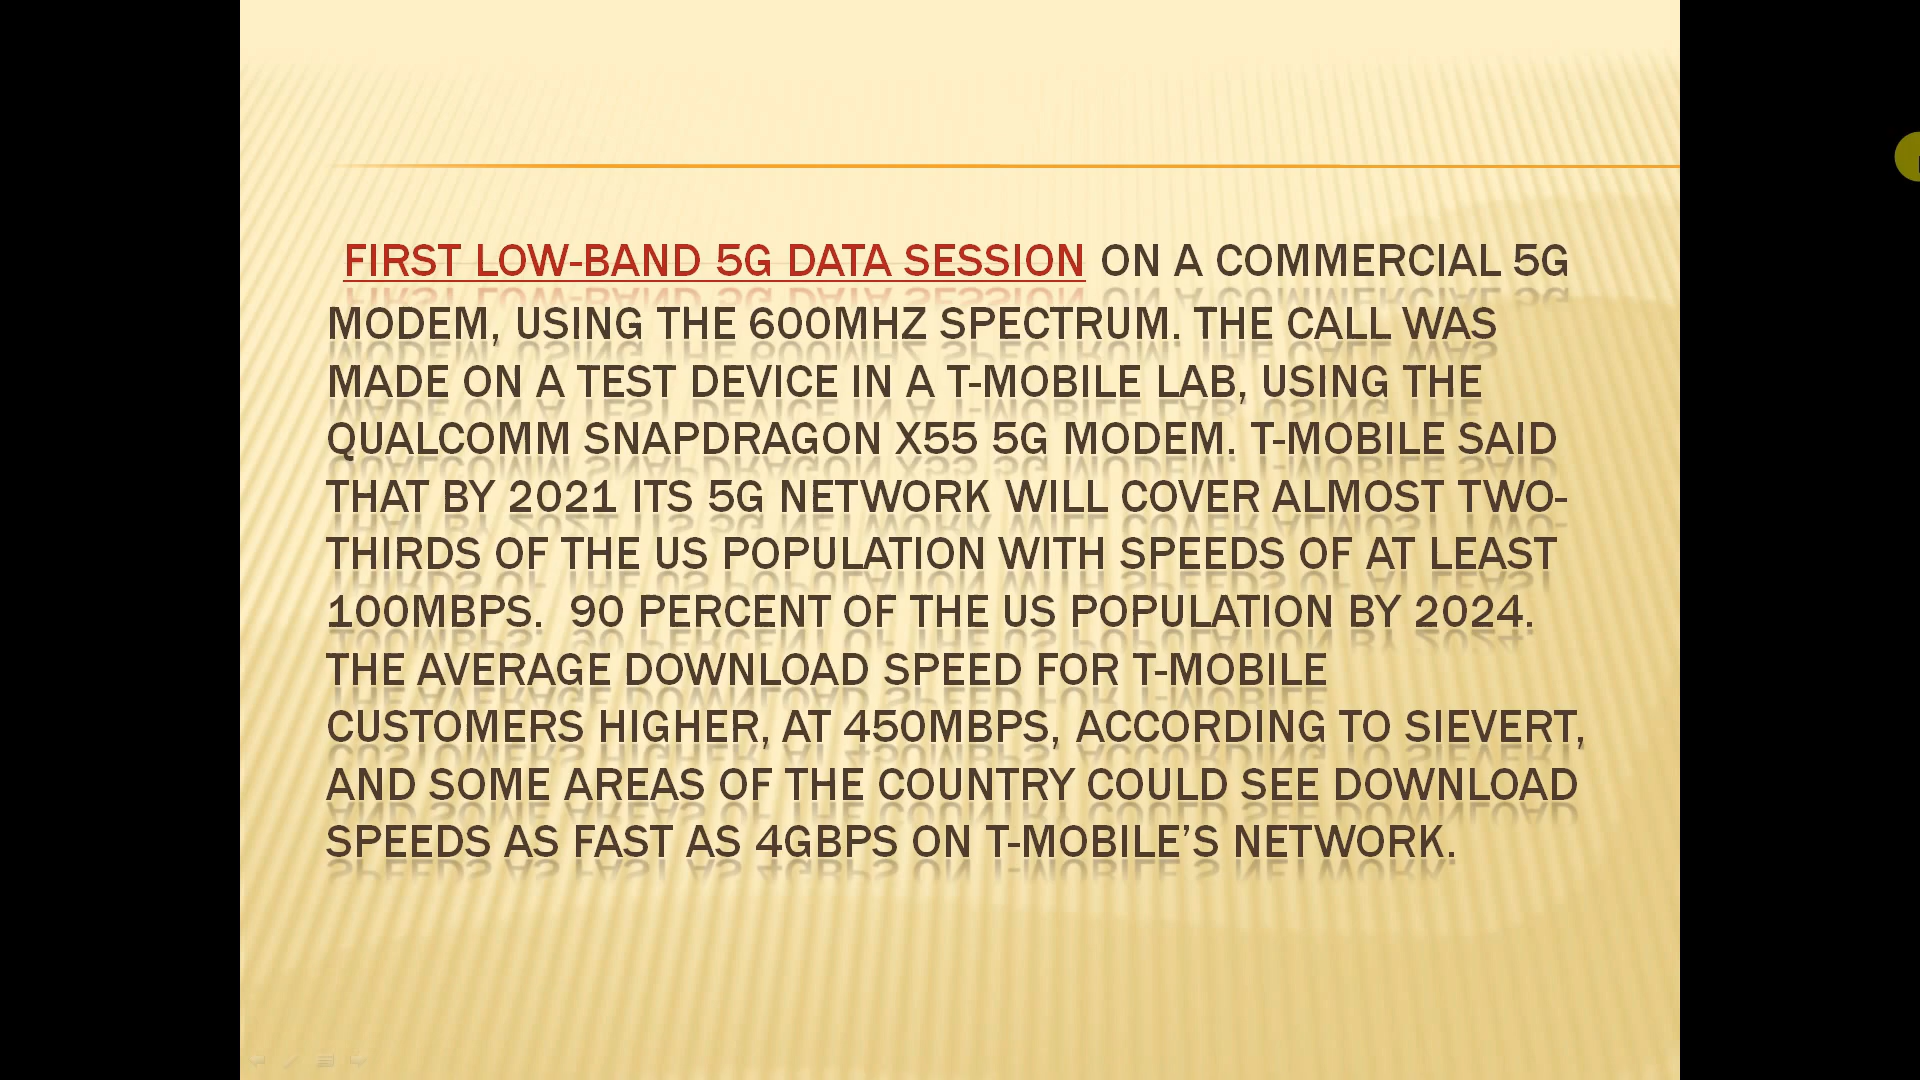 FIRST LOW-BAND 5G DATA SESSION ON A COMMERCIAL 5G
MODEM, USING THE 600MHZ SPECTRUM. THE CALL WAS
MADE ON A TEST DEVICE IN A T-MOBILE LAB, USING THE
QUALCOMM SNAPDRAGON X55 5G MODEM. T-MOBILE SAID
THAT BY 2021 ITS 5G NETWORK WILL COVER ALMOST TWO-
THIRDS OF THE US POPULATION WITH SPEEDS OF AT LEAST
100MBPS.  90 PERCENT OF THE US POPULATION BY 2024.
THE AVERAGE DOWNLOAD SPEED FOR T-MOBILE
CUSTOMERS HIGHER, AT 450MBPS, ACCORDING TO SIEVERT,
AND SOME AREAS OF THE COUNTRY COULD SEE DOWNLOAD
SPEEDS AS FAST AS 4GBPS ON T-MOBILE’S NETWORK.